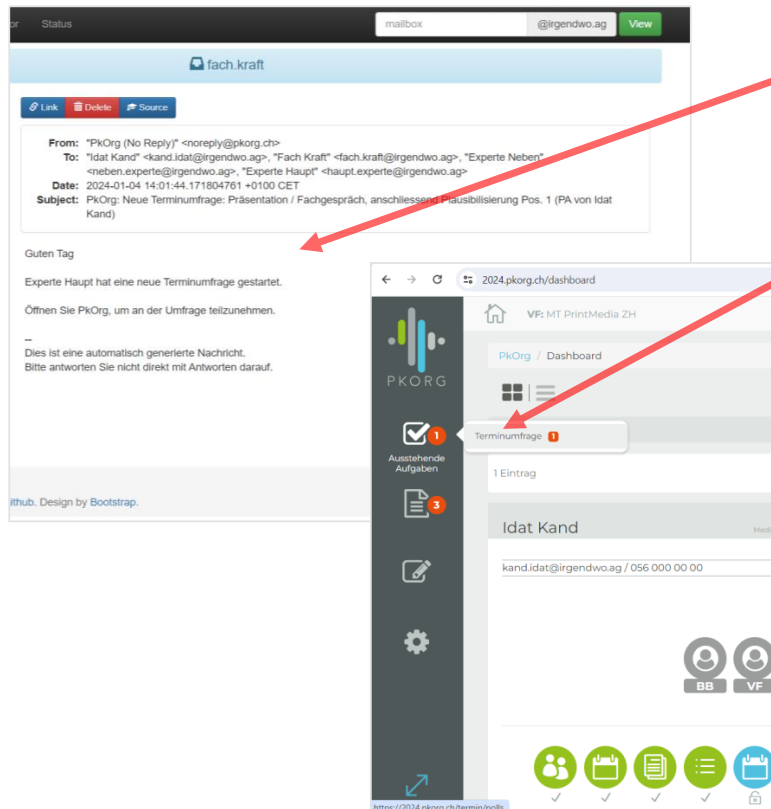 or Status mailbox @irgendwo.ag View
fach.kraft
Link Delete Source
From: "PkOrg (No Reply)" <noreply@pkorg.ch>
To: "Idat Kand" <kand.idat@irgendwo.ag>, "Fach Kraft" <fach.kraft@irgendwo.ag>, "Experte Neben"
<neben.experte@irgendwo.ag>, "Experte Haupt" <haupt.experte@irgendwo.ag>
Date: 2024-01-04 14:01:44.171804761 +0100 CET
Subject: PkOrg: Neue Terminumfrage: Präsentation / Fachgespräch, anschliessend Plausibilisierung Pos. 1 (PA von Idat
Kand)
Guten Tag
Experte Haupt hat eine neue Terminumfrage gestartet.
Öffnen Sie PkOrg, um an der Umfrage teilzunehmen.
--
Dies ist eine automatisch generierte Nachricht.
Bitte antworten Sie nicht direkt mit Antworten darauf.
ithub. Design by Bootstrap.
2024.pkorg.ch/dashboard
VF: MT PrintMedia ZH
PkOrg / Dashboard
PKORG
1
Terminumfrage 1
Ausstehende
Aufgaben
1 Eintrag
3
Idat Kand Medi
kand.idat@irgendwo.ag / 056 000 00 00
BB VF
https://2024.pkorg.ch/termin/polls